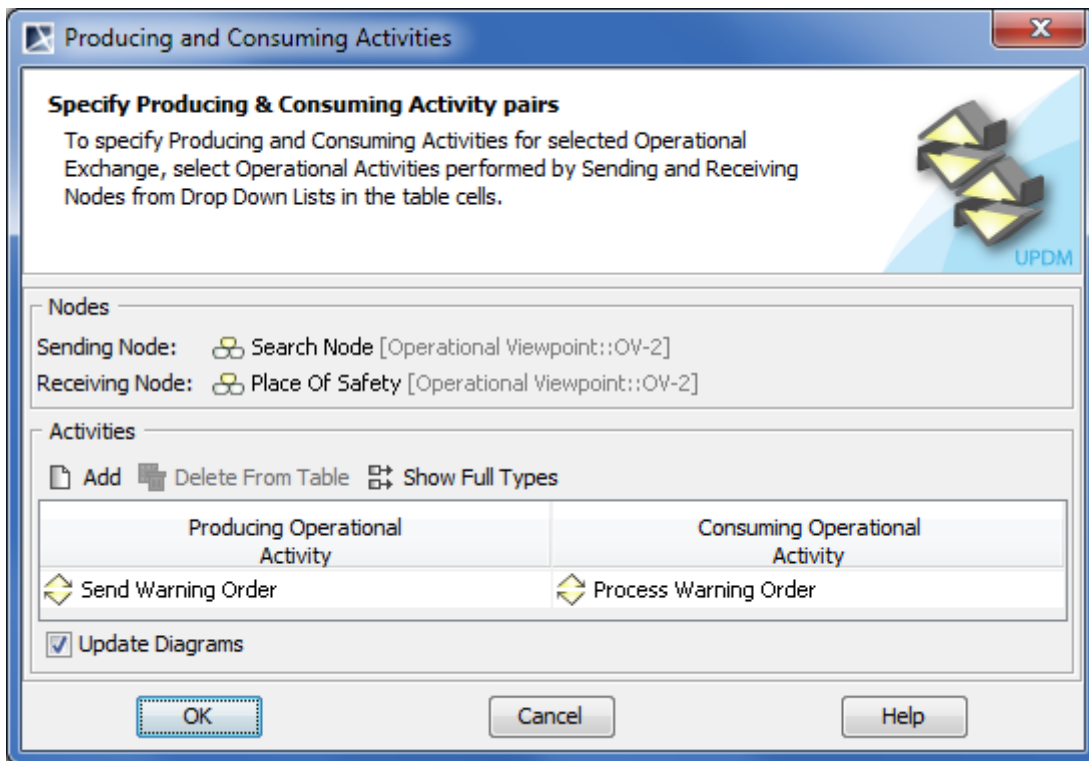 Producing and Consuming Activities
Specify Producing & Consuming Activity pairs
To specify Producing and Consuming Activities for selected Operational
Exchange, select Operational Activities performed by Sending and Receiving
Nodes from Drop Down Lists in the table cells.
UPDM
Nodes
Sending Node: Search Node [Operational Viewpoint::OV-2]
Receiving Node: Place Of Safety [Operational Viewpoint::OV-2]
Activities
Add Delete From Table Show Full Types
Producing Operational Consuming Operational
Activity Activity
Send Warning Order Process Warning Order
Update Diagrams
OK Cancel Help